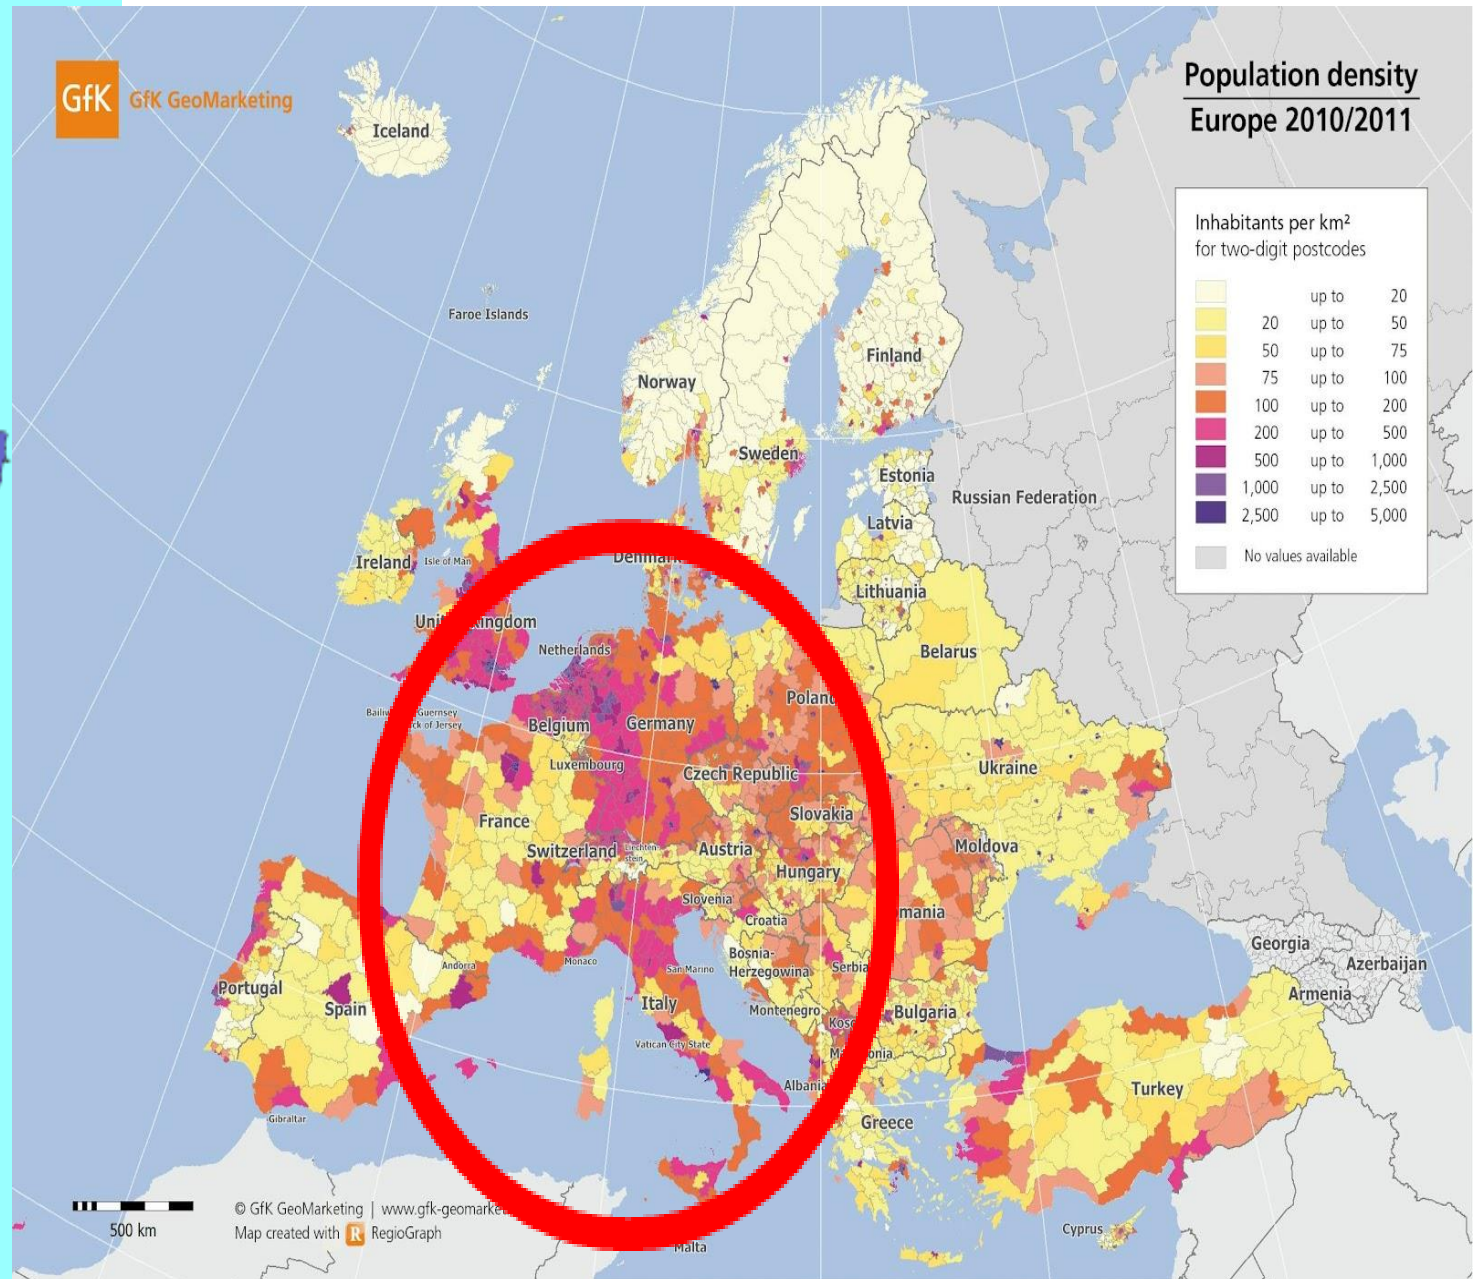 GfK GfK GeoMarketing
Population density
Europe 2010/2011
Inhabitants per km²
for two-digit postcodes
up to 20
20 up to 50
50 up to 75
75 up to 100
100 up to 200
200 up to 500
500 up to 1,000
1,000 up to 2,500
2,500 up to 5,000
No values available
Iceland
Faroe Islands
Norway
Finland
Sweden
Estonia
Russian Federation
Latvia
Denmark
Ireland
Isle of Man
Lithuania
Netherlands
Belarus
Poland
Belgium
Germany
Ukraine
Luxembourg
Czech Republic
Slovakia
France
Switzerland
Liechten-
stein
Austria
Moldova
Hungary
Slovenia
Croatia
Georgia
Azerbaijan
Andorra
Monaco
San Marino
Bosnia-
Herzegowina
Serbia
Portugal
Spain
Italy
Montenegro
Bulgaria
Armenia
Vatican City State
Albania
Turkey
Gibraltar
Greece
Cyprus
Malta
500 km
© GfK GeoMarketing | www.gfk-geomarke
Map created with R RegioGraph